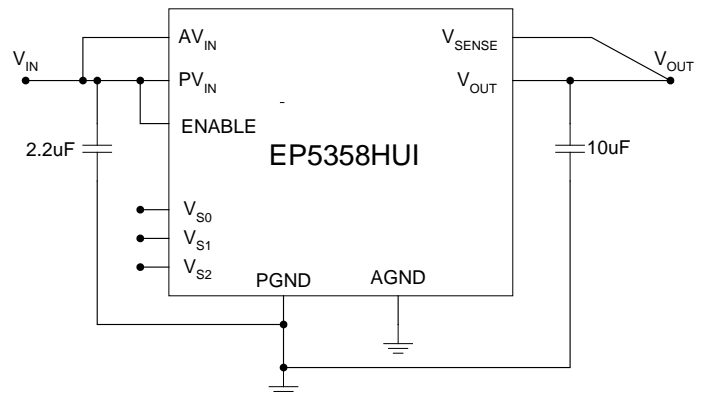 AV_IN
V_SENSE
V_IN
V_OUT
PV_IN
V_OUT
ENABLE
2.2uF
EP5358HUI
10uF
V_S0
V_S1
V_S2
PGND
AGND